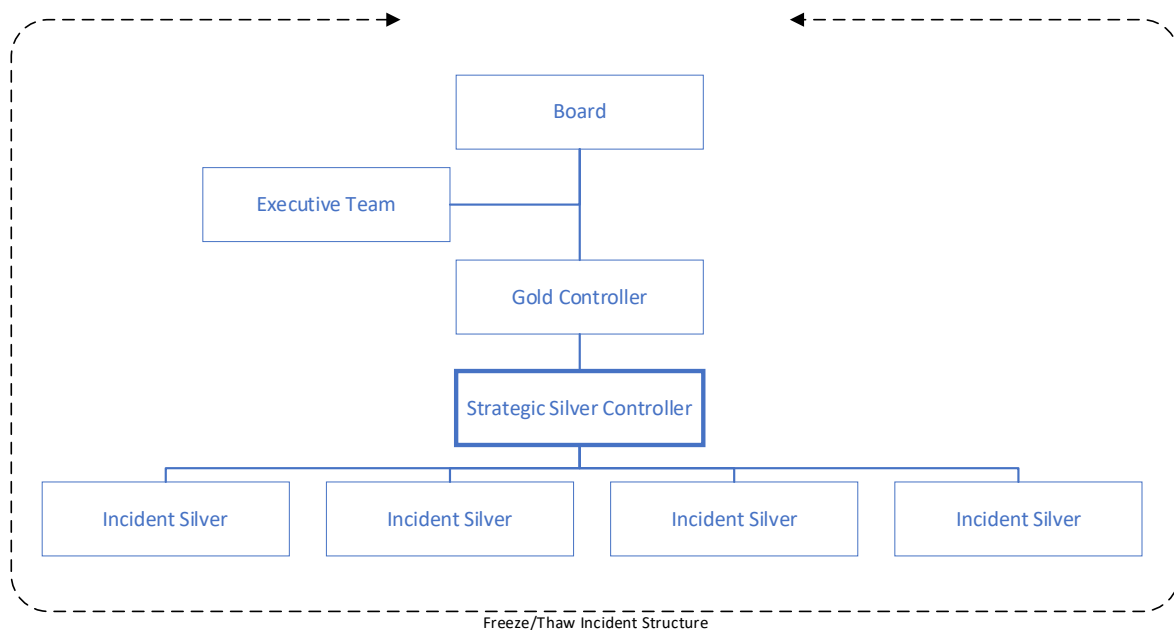 Board
Executive Team
Gold Controller
Strategic Silver Controller
Incident Silver
Incident Silver
Incident Silver
Incident Silver
Freeze/Thaw Incident Structure